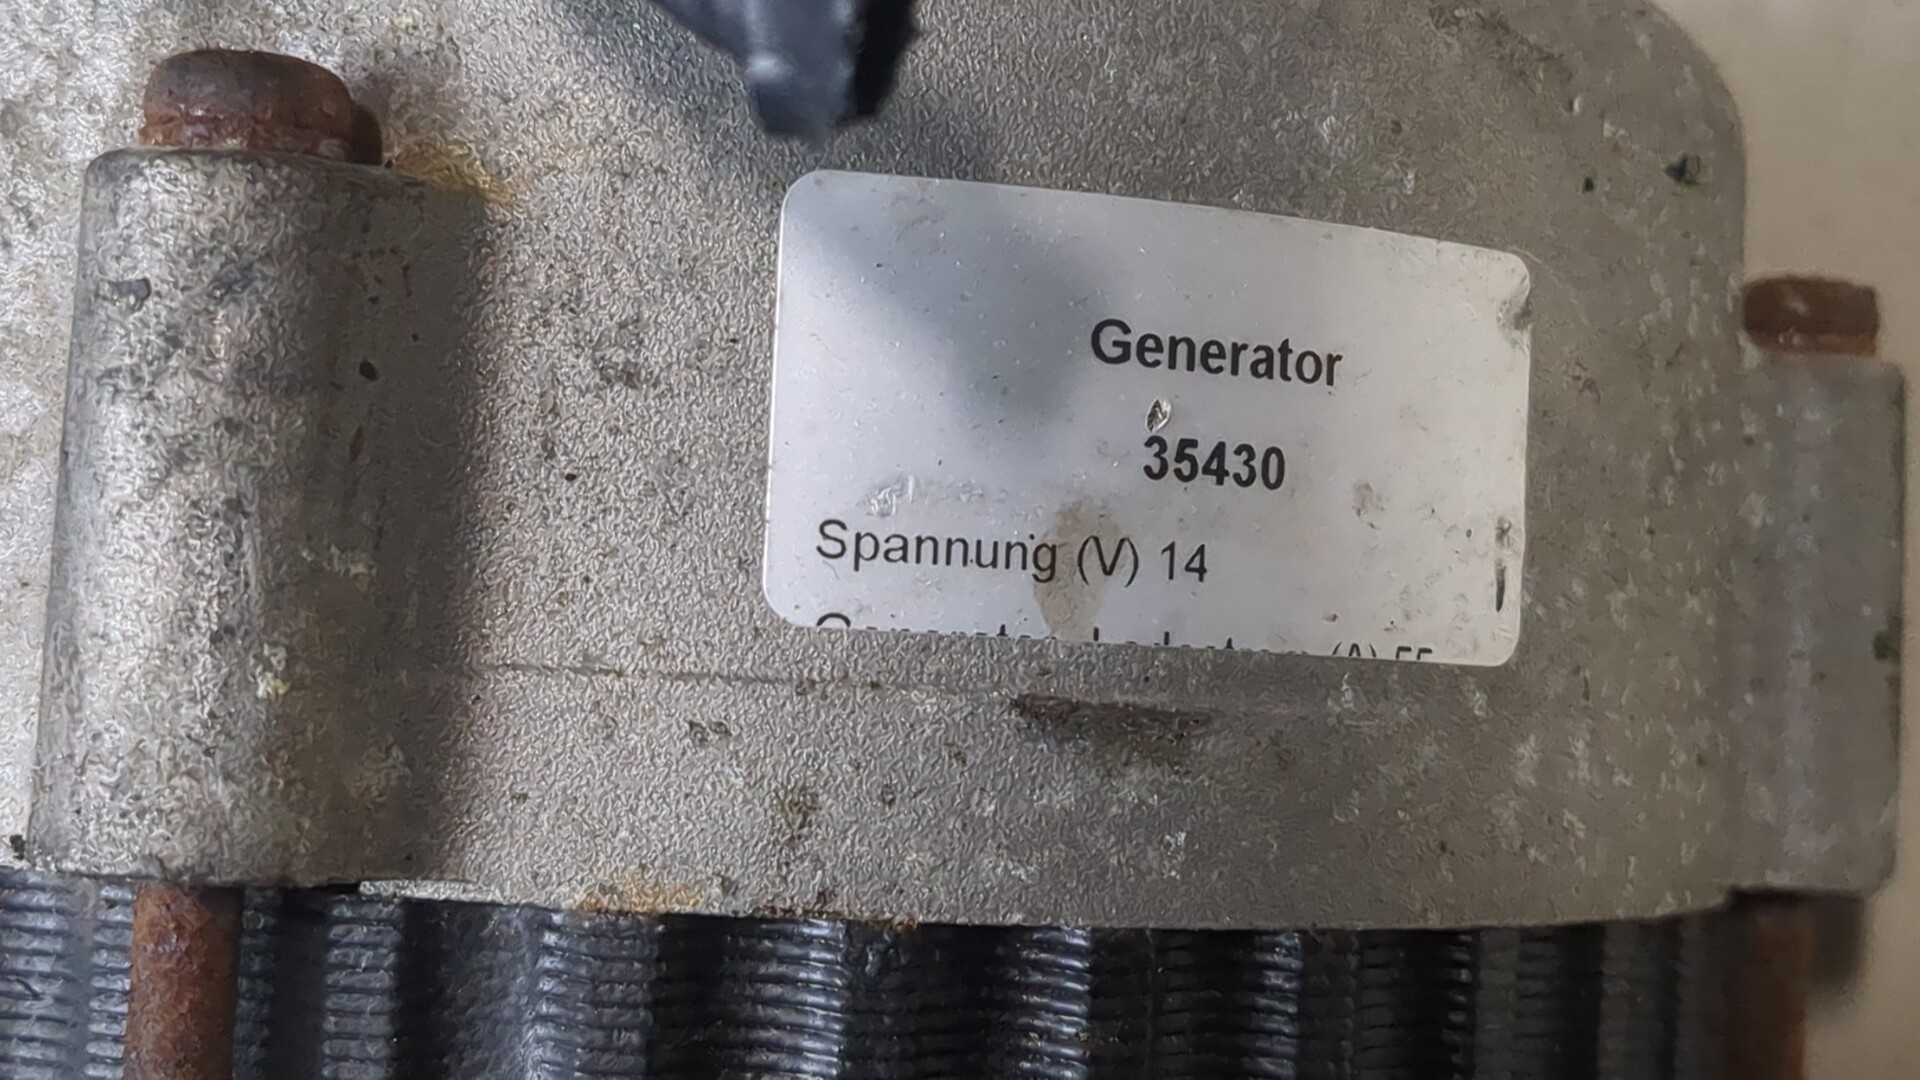 Generator
35430
Spannung (V) 14